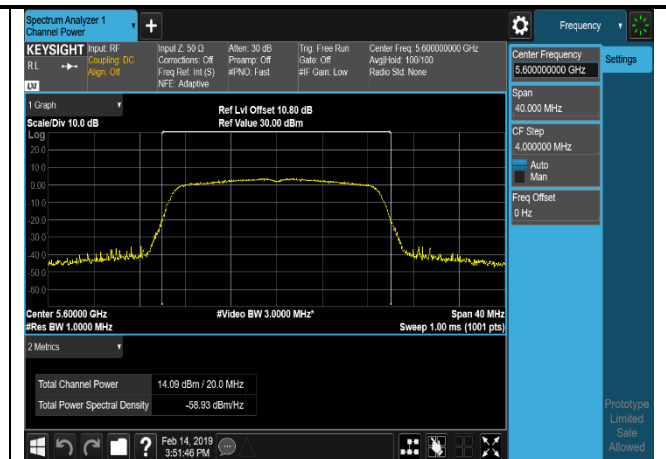 Spectrum Analyzer 1
Channel Power
Frequency
KEYSIGHT
R L
LXI
Input: RF
Coupling: DC
Align: Off
Input Z: 50 Ω
Corrections: Off
Freq Ref: Int (S)
NFE: Adaptive
Atten: 30 dB
Preamp: Off
#PNO: Fast
Trig: Free Run
Gate: Off
#IF Gain: Low
Center Freq: 5.600000000 GHz
Avg|Hold: 100/100
Radio Std: None
Center Frequency
5.600000000 GHz
Settings
Span
40.000 MHz
CF Step
4.000000 MHz
Auto
Man
Freq Offset
0 Hz
1 Graph
Scale/Div 10.0 dB
Ref Lvl Offset 10.80 dB
Ref Value 30.00 dBm
Log
20.0
10.0
0.00
-10.0
-20.0
-30.0
-40.0
-50.0
-60.0
Center 5.60000 GHz
#Video BW 3.0000 MHz*
Span 40 MHz
#Res BW 1.0000 MHz
Sweep 1.00 ms (1001 pts)
2 Metrics
Total Channel Power 14.09 dBm / 20.0 MHz
Total Power Spectral Density -58.93 dBm/Hz
Prototype
Limited
Sale
Allowed
?
Feb 14, 2019
3:51:46 PM